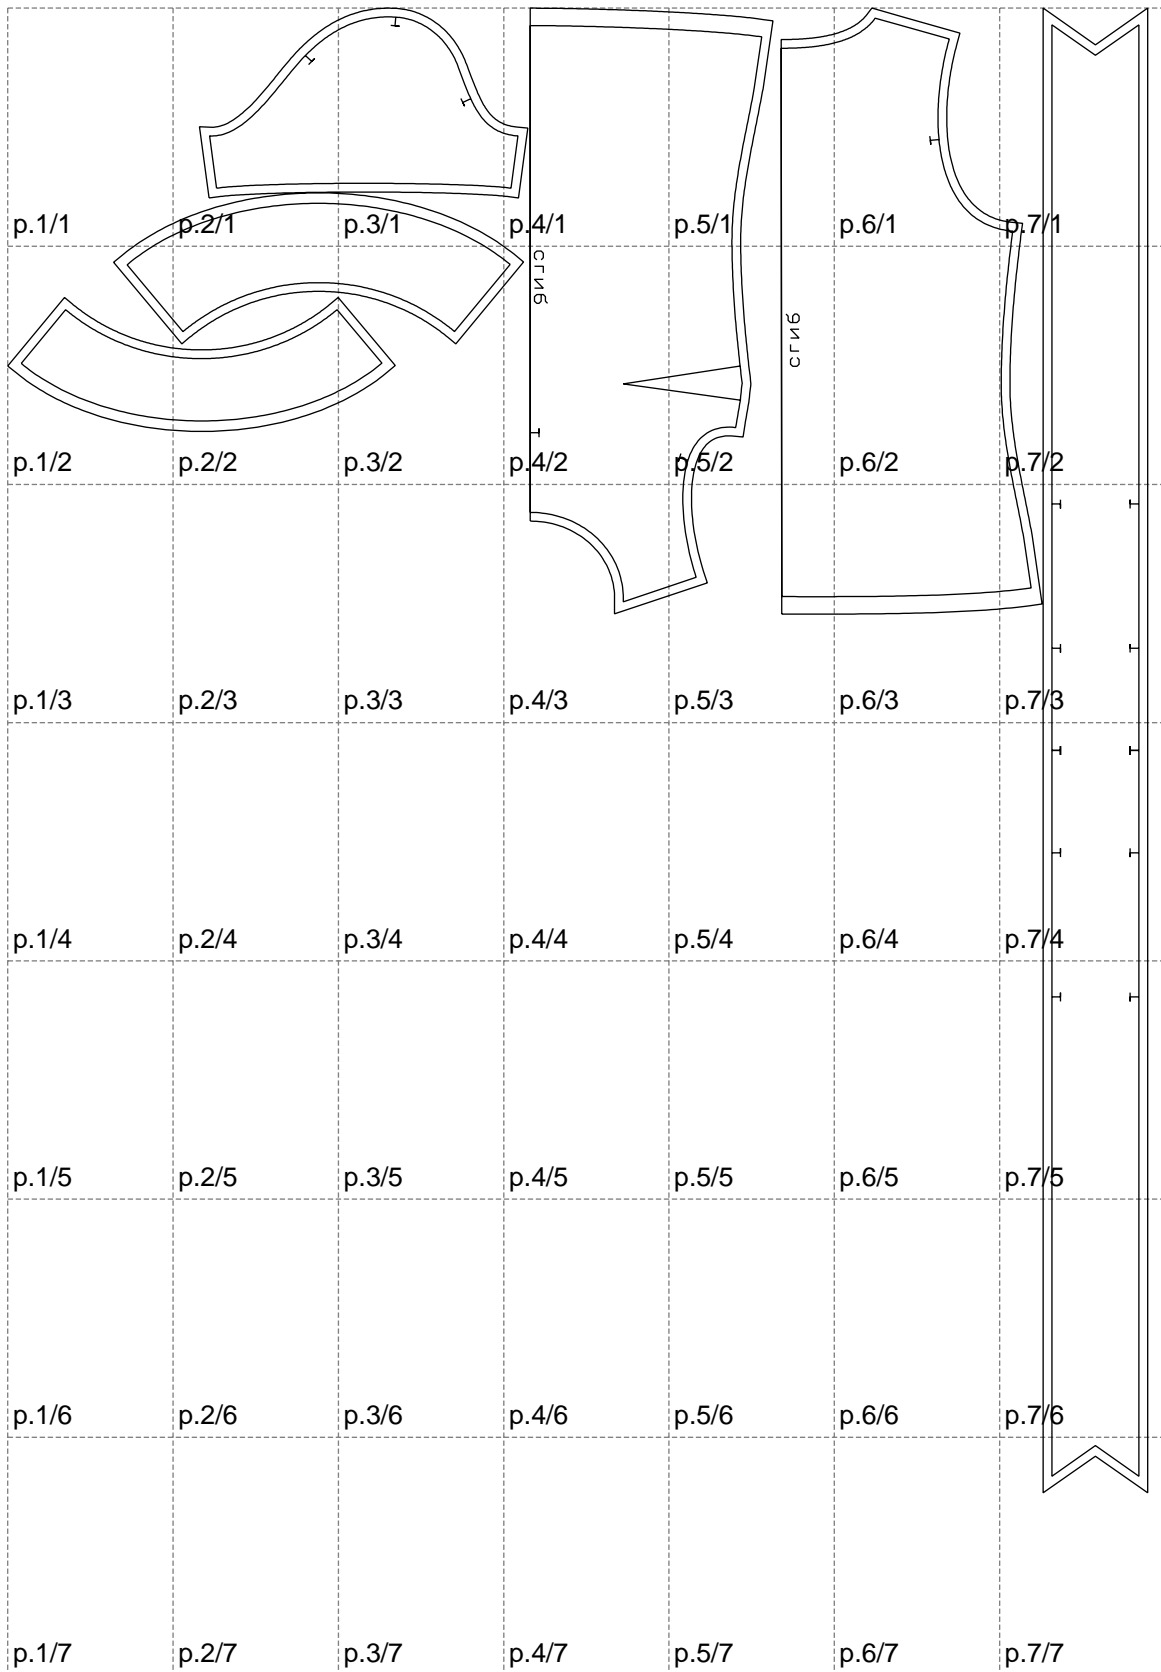 p.1/1 p.2/1 p.3/1 p.4/1 p.5/1 p.6/1 p.7/1
сгиб
сгиб
p.1/2 p.2/2 p.3/2 p.4/2 p.5/2 p.6/2 p.7/2
p.1/3 p.2/3 p.3/3 p.4/3 p.5/3 p.6/3 p.7/3
p.1/4 p.2/4 p.3/4 p.4/4 p.5/4 p.6/4 p.7/4
p.1/5 p.2/5 p.3/5 p.4/5 p.5/5 p.6/5 p.7/5
p.1/6 p.2/6 p.3/6 p.4/6 p.5/6 p.6/6 p.7/6
p.1/7 p.2/7 p.3/7 p.4/7 p.5/7 p.6/7 p.7/7